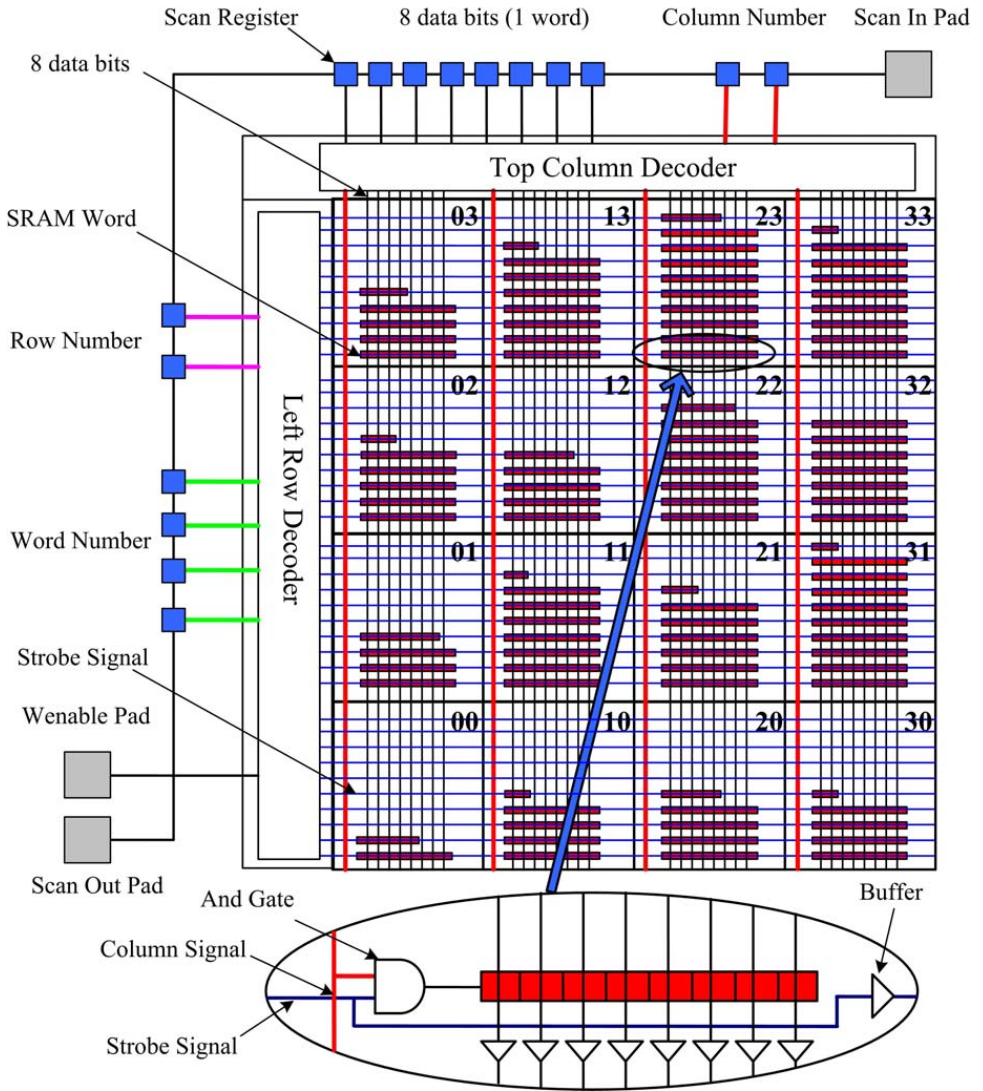 Scan Register
8 data bits (1 word)
Column Number
Scan In Pad
8 data bits
Top Column Decoder
SRAM Word
03
13
23
33
Row Number
02
12
22
32
Left Row Decoder
Word Number
01
11
21
31
Strobe Signal
Wenable Pad
00
10
20
30
Scan Out Pad
And Gate
Buffer
Column Signal
Strobe Signal